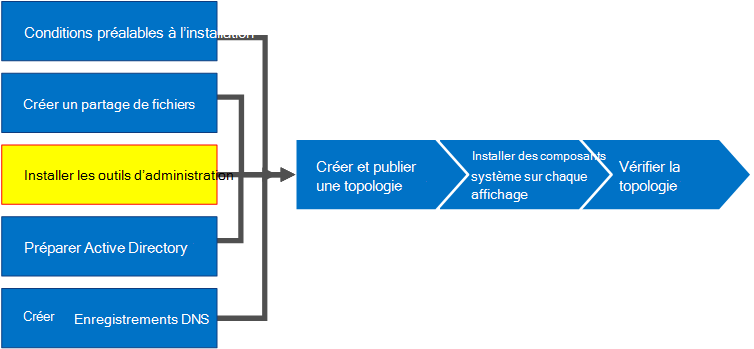 Conditions préalables à l'installation
Créer un partage de fichiers
Installer les outils d'administration
Préparer Active Directory
Créer Enregistrements DNS
Créer et publier
une topologie
Installer des composants
système sur chaque
affichage
Vérifier la
topologie